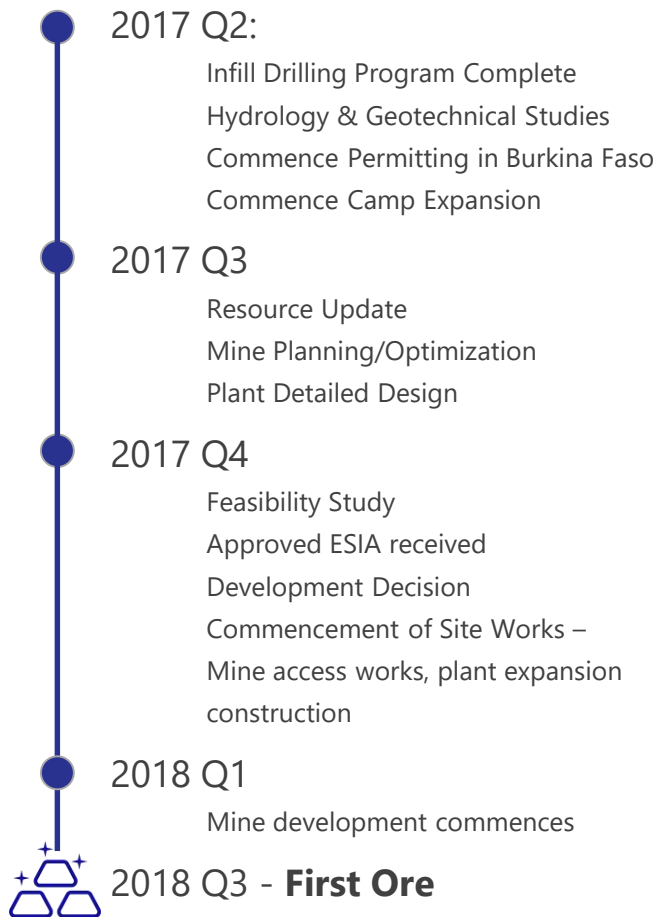 2017 Q2:
Infill Drilling Program Complete
Hydrology & Geotechnical Studies
Commence Permitting in Burkina Faso
Commence Camp Expansion
2017 Q3
Resource Update
Mine Planning/Optimization
Plant Detailed Design
2017 Q4
Feasibility Study
Approved ESIA received
Development Decision
Commencement of Site Works –
Mine access works, plant expansion
construction
2018 Q1
Mine development commences
2018 Q3 - First Ore